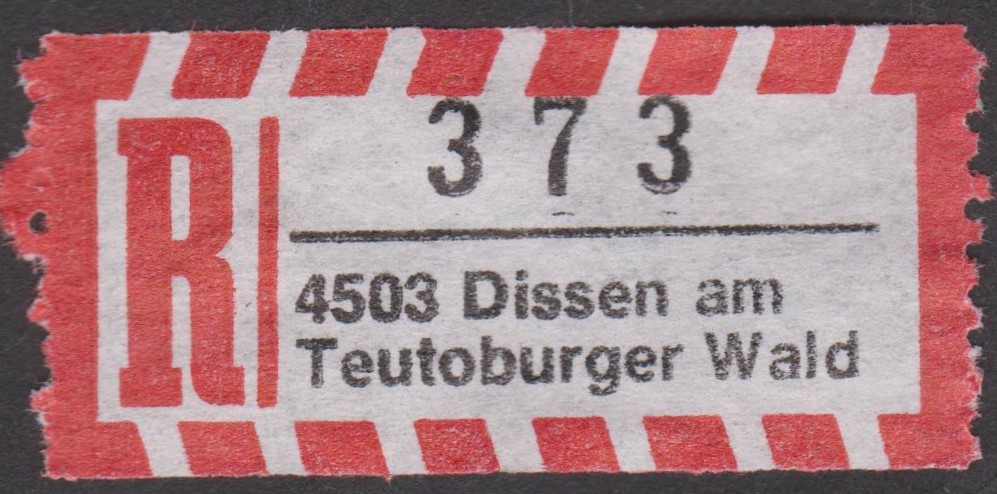 R
373
4503 Dissen am
Teutoburger Wald